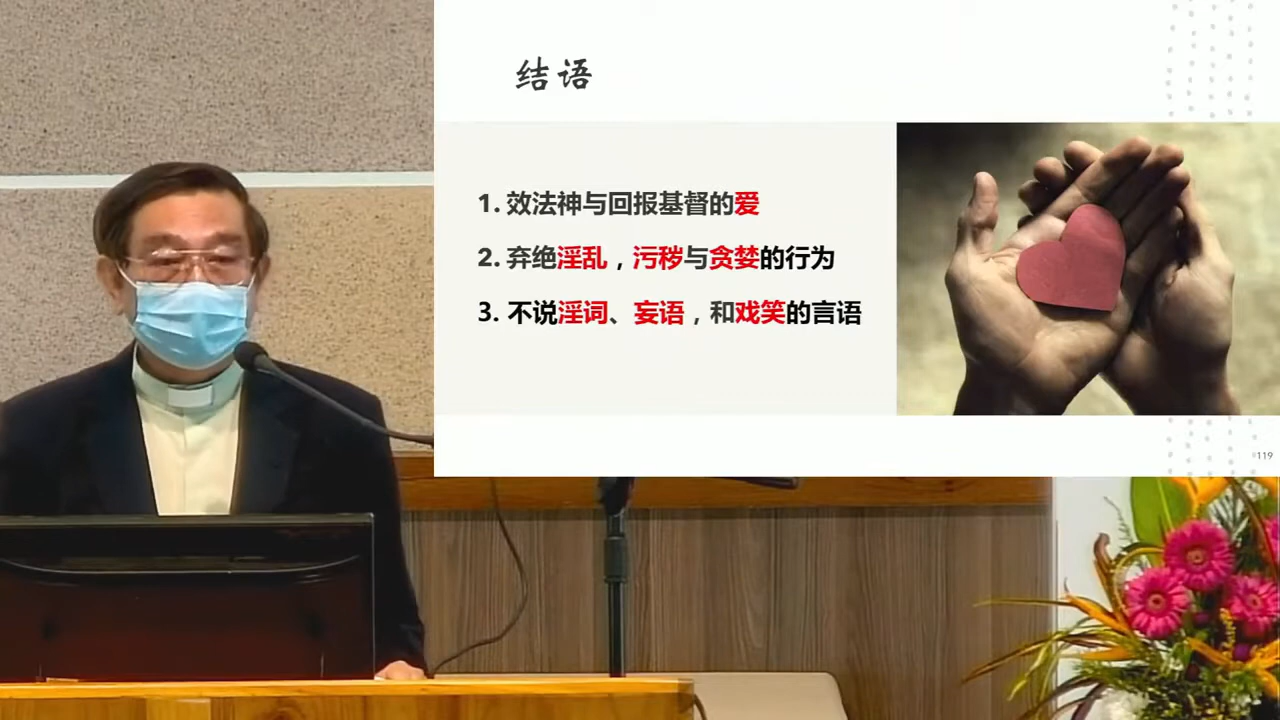 结语
1. 效法神与回报基督的爱
2. 弃绝淫乱，污秽与贪婪的行为
3. 不说淫词、妄语，和戏笑的言语
119